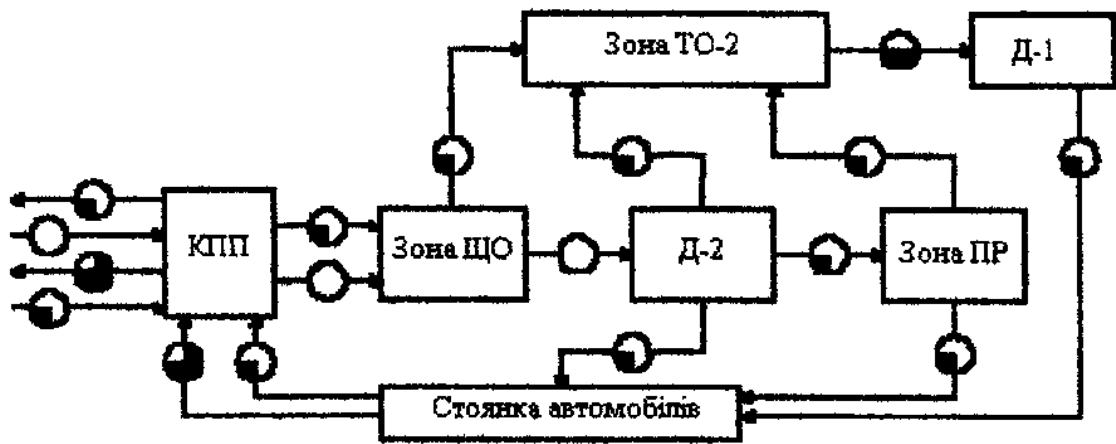 Зона ТО-2
Д-1
КПП
Зона ЩО
Д-2
Зона ПР
Стоянка автомобілів